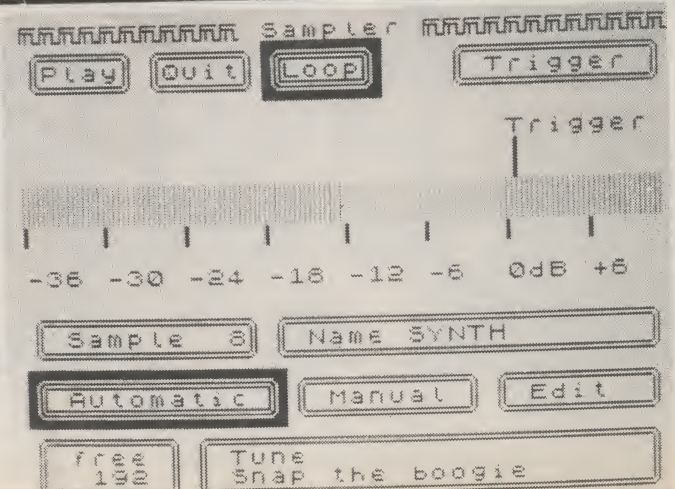 Sampler
Play Quit Loop Trigger
Trigger
-36 -30 -24 -18 -12 -6 0dB +6
Sample 8 Name SYNTH
Automatic Manual Edit
free Tune
192 Snap the boogie